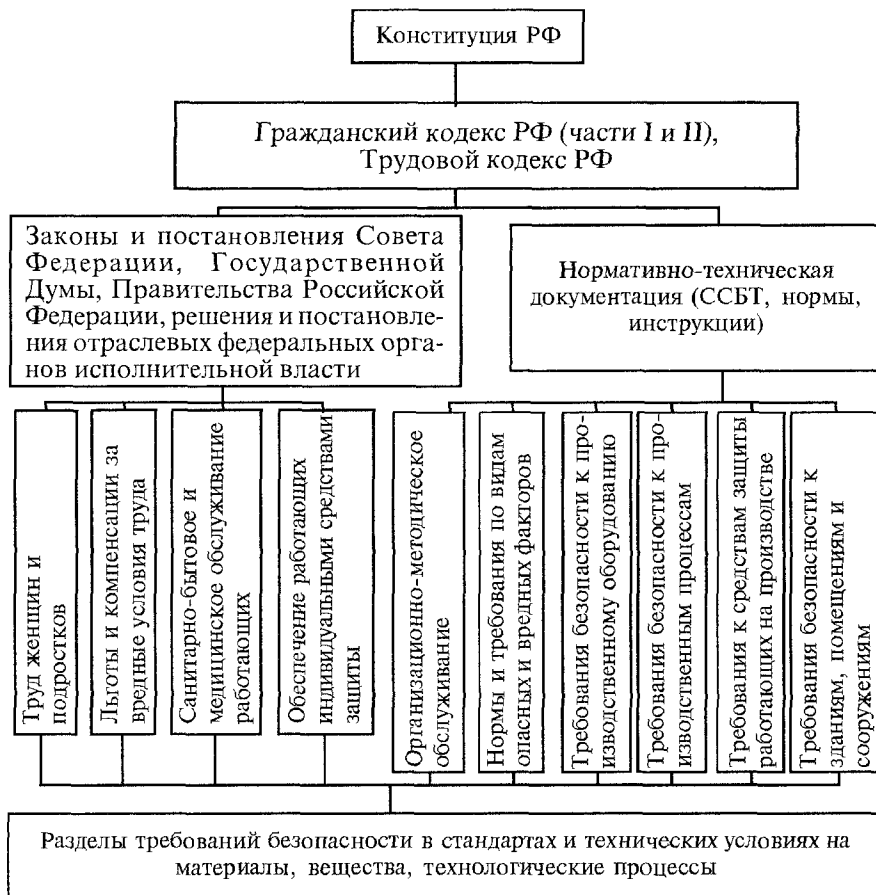 Конституция РФ
Гражданский кодекс РФ (части I и II),
Трудовой кодекс РФ
Законы и постановления Совета
Федерации, Государственной
Думы, Правительства Российской
Федерации, решения и постановле-
ния отраслевых федеральных орга-
нов исполнительной власти
Нормативно-техническая
документация (ССБТ, нормы,
инструкции)
Труд женщин и
подростков
Льготы и компенсации за
вредные условия труда
Санитарно-бытовое и
медицинское обслуживание
работающих
Обеспечение работающих
индивидуальными средствами
защиты
Организационно-методическое
обслуживание
Нормы и требования по видам
опасных и вредных факторов
Требования безопасности к про-
изводственному оборудованию
Требования безопасности к про-
изводственным процессам
Требования к средствам защиты
работающих на производстве
Требования безопасности к
зданиям, помещениям и
сооружениям
Разделы требований безопасности в стандартах и технических условиях на
материалы, вещества, технологические процессы